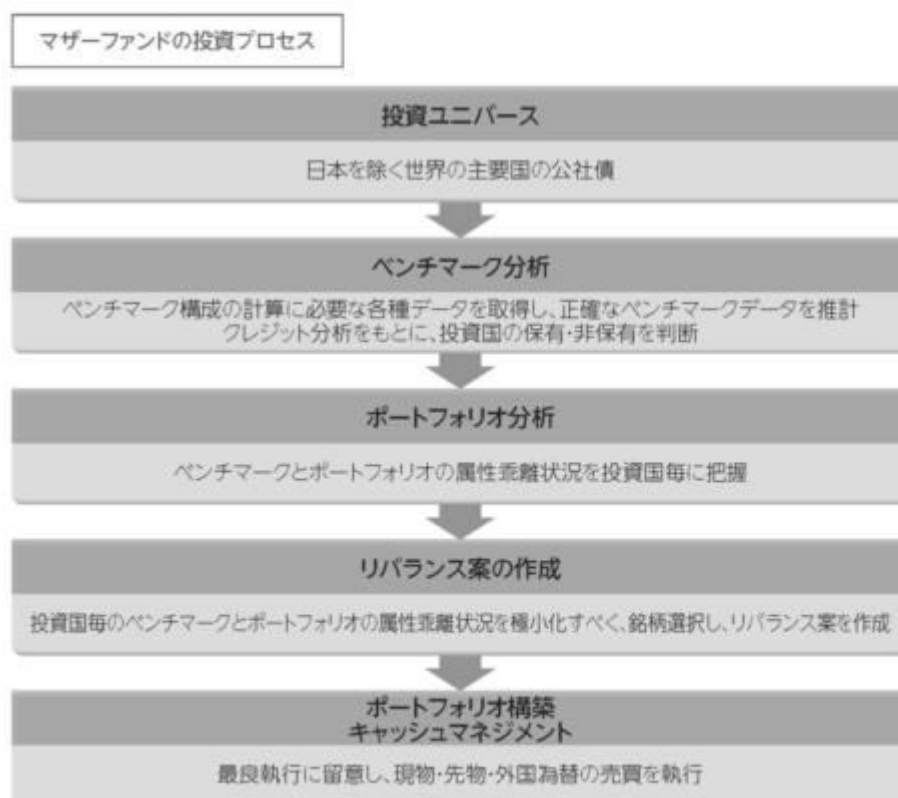 マザーファンドの投資プロセス
投資ユニバース
日本を除く世界の主要国の公社債
ベンチマーク分析
ベンチマーク構成の計算に必要な各種データを取得し、正確なベンチマークデータを推計
クレジット分析をもとに、投資国の保有・非保有を判断
ポートフォリオ分析
ベンチマークとポートフォリオの属性乖離状況を投資国毎に把握
リバランス案の作成
投資国毎のベンチマークとポートフォリオの属性乖離状況を極小化すべく、銘柄選択し、リバランス案を作成
ポートフォリオ構築
キャッシュマネジメント
最良執行に留意し、現物・先物・外国為替の売買を執行